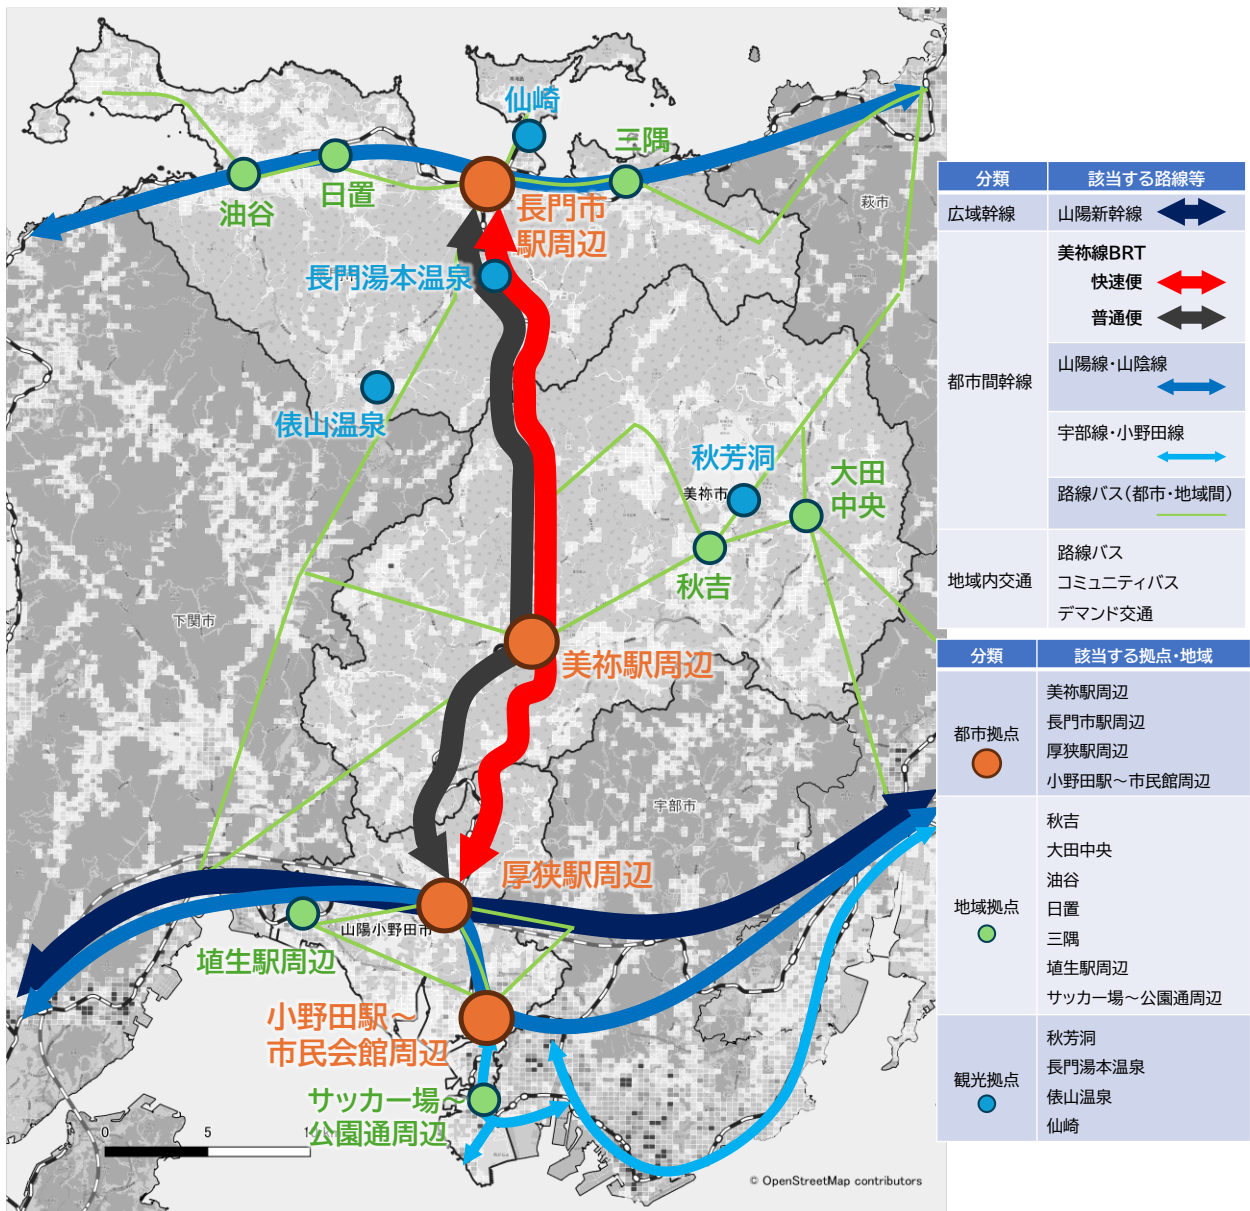 仙崎
三隅
日置
油谷
長門市
駅周辺
萩市
長門湯本温泉
俵山温泉
秋芳洞
美祢市
大田
中央
秋吉
下関市
美祢駅周辺
宇部市
厚狭駅周辺
山陽小野田市
埴生駅周辺
小野田駅～
市民会館周辺
サッカー場～
公園通周辺
0 5
© OpenStreetMap contributors
分類 該当する路線等
広域幹線 山陽新幹線
都市間幹線
美祢線BRT
快速便
普通便
山陽線・山陰線
宇部線・小野田線
路線バス(都市・地域間)
地域内交通
路線バス
コミュニティバス
デマンド交通
分類 該当する拠点・地域
都市拠点
美祢駅周辺
長門市駅周辺
厚狭駅周辺
小野田駅～市民館周辺
地域拠点
秋吉
大田中央
油谷
日置
三隅
埴生駅周辺
サッカー場～公園通周辺
観光拠点
秋芳洞
長門湯本温泉
俵山温泉
仙崎